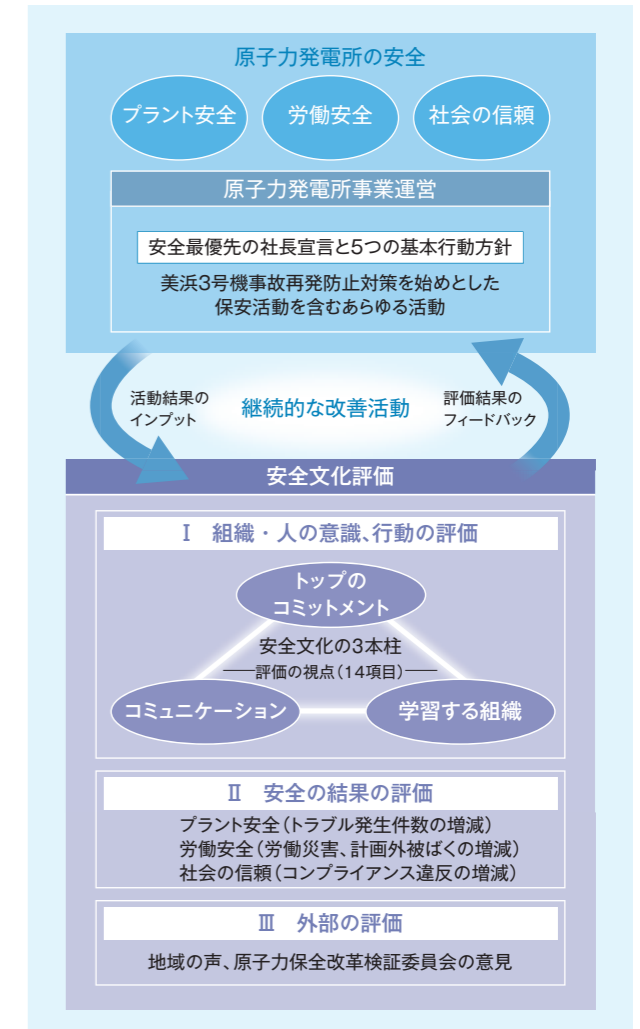 原子力発電所の安全
プラント安全
労働安全
社会の信頼
原子力発電所事業運営
安全最優先の社長宣言と5つの基本行動方針
美浜3号機事故再発防止対策を始めとした
保安活動を含むあらゆる活動
活動結果の
インプット
継続的な改善活動
評価結果の
フィードバック
安全文化評価
Ⅰ 組織・人の意識、行動の評価
トップの
コミットメント
安全文化の3本柱
評価の視点(14項目)
コミュニケーション
学習する組織
Ⅱ 安全の結果の評価
プラント安全(トラブル発生件数の増減)
労働安全(労働災害、計画外被ばくの増減)
社会の信頼(コンプライアンス違反の増減)
Ⅲ 外部の評価
地域の声、原子力保全改革検証委員会の意見